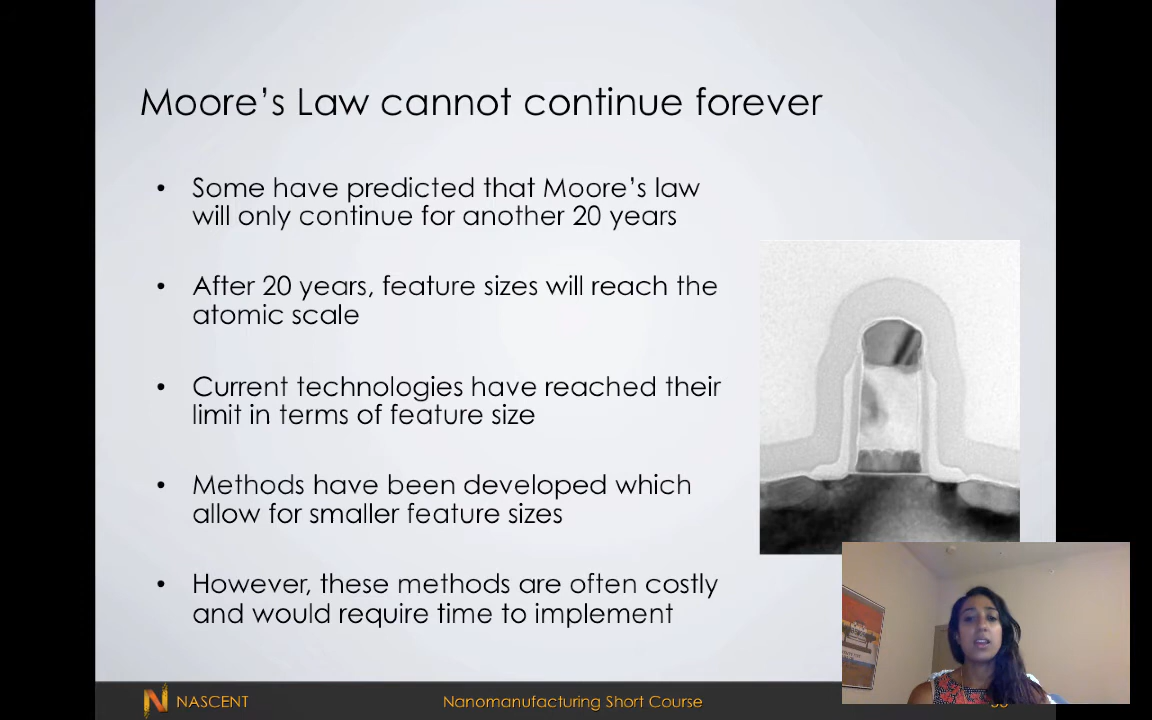 Moore's Law cannot continue forever
• Some have predicted that Moore's law
will only continue for another 20 years
• After 20 years, feature sizes will reach the
atomic scale
• Current technologies have reached their
limit in terms of feature size
• Methods have been developed which
allow for smaller feature sizes
• However, these methods are often costly
and would require time to implement
N NASCENT
Nanomanufacturing Short Course